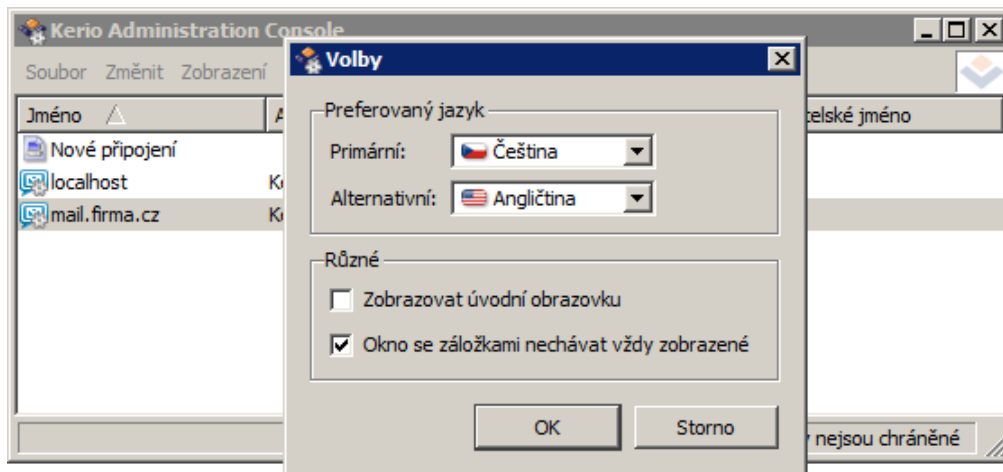 Kerio Administration Console
Soubor Změnit Zobrazení
Jméno
Nové připojení
localhost
mail.firma.cz
Volby
Preferovaný jazyk
Primární: Čeština
Alternativní: Angličtina
Různé
Zobrazovat úvodní obrazovku
Okno se záložkami nechávat vždy zobrazené
OK Storno
jméno
nejsou chráněné